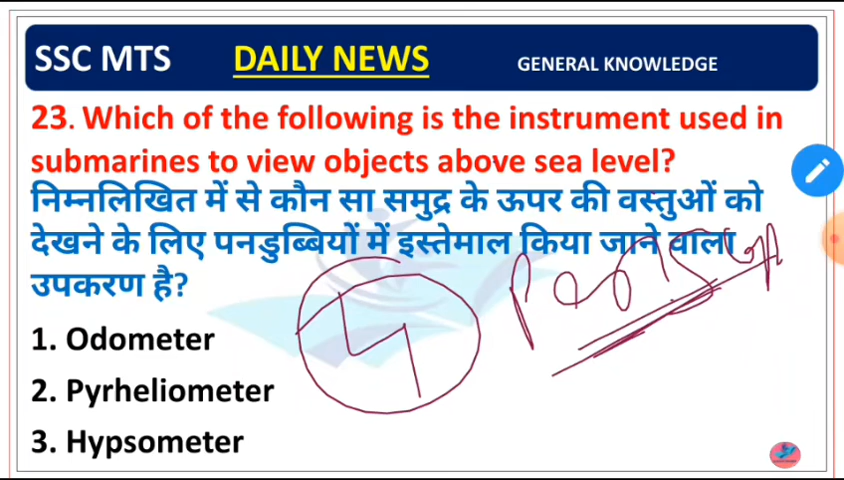 SSC MTS DAILY NEWS GENERAL KNOWLEDGE
23. Which of the following is the instrument used in
submarines to view objects above sea level?
निम्नलिखित में से कौन सा समुद्र के ऊपर की वस्तुओं को
देखने के लिए पनडुब्बियों में इस्तेमाल किया जाने वाला
उपकरण है?
4
1. Odometer
2. Pyrheliometer
3. Hypsometer